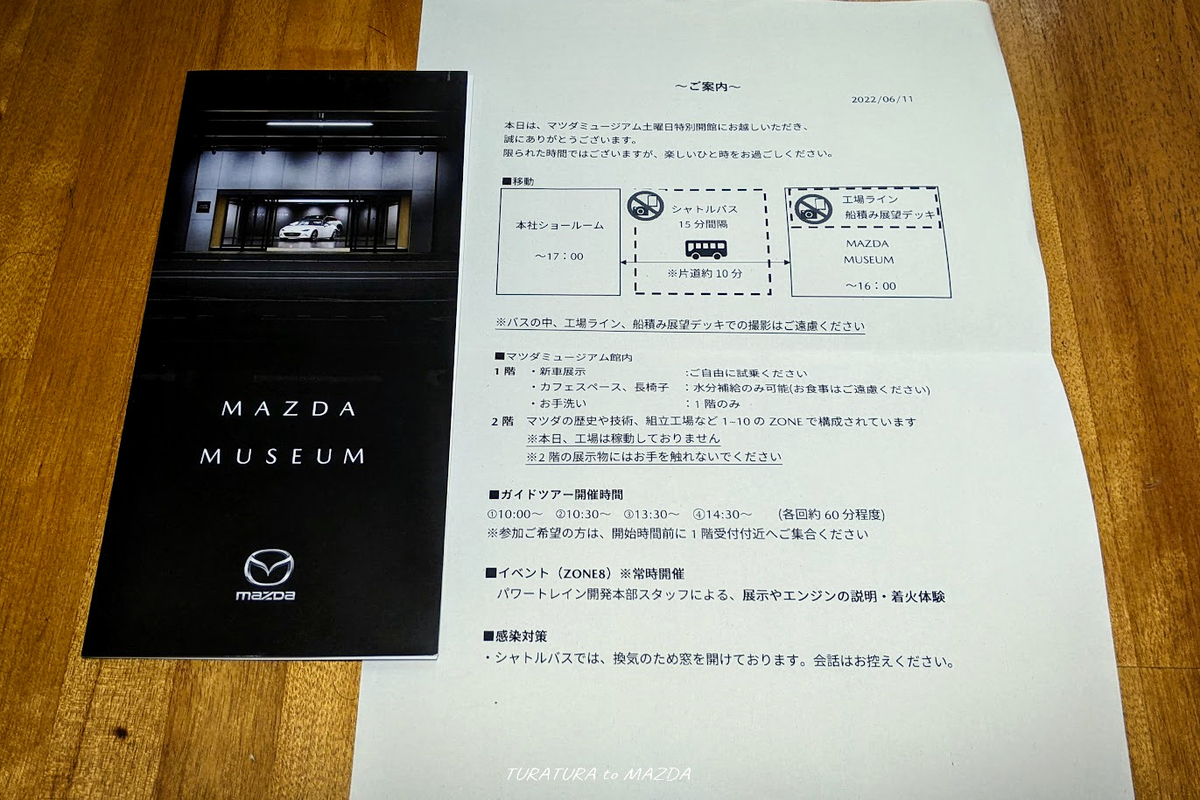 MAZDA
MUSEUM
mazda
～ご案内～
2022/06/11
本日は、マツダミュージアム土曜日特別開館にお越しいただき、
誠にありがとうございます。
限られた時間ではございますが、楽しいひと時をお過ごしください。
■移動
本社ショールーム
～17：00
シャトルバス
15分間隔
※片道約10分
工場ライン
船積み展望デッキ
MAZDA
MUSEUM
～16：00
※バスの中、工場ライン、船積み展望デッキでの撮影はご遠慮ください
■マツダミュージアム館内
1階 ・新車展示 ：ご自由に試乗ください
・カフェスペース、長椅子 ：水分補給のみ可能(お食事はご遠慮ください)
・お手洗い ：1階のみ
2階 マツダの歴史や技術、組立工場など1~10のZONEで構成されています
※本日、工場は稼動しておりません
※2階の展示物にはお手を触れないでください
■ガイドツアー開催時間
①10:00～ ②10:30～ ③13:30～ ④14:30～ (各回約60分程度)
※参加ご希望の方は、開始時間前に1階受付付近へご集合ください
■イベント（ZONE8）※常時開催
パワートレイン開発本部スタッフによる、展示やエンジンの説明・着火体験
■感染対策
・シャトルバスでは、換気のため窓を開けております。会話はお控えください。
TURATURA to MAZDA